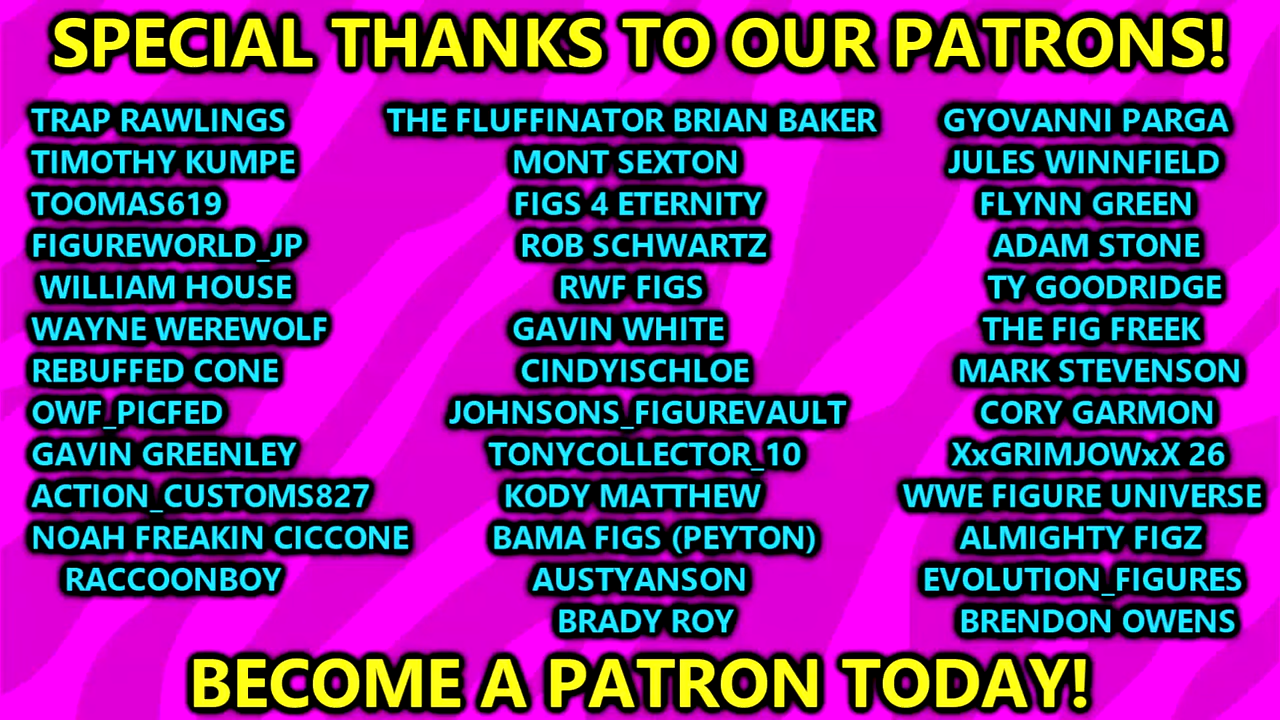 SPECIAL THANKS TO OUR PATRONS!
TRAP RAWLINGS
TIMOTHY KUMPE
TOOMAS619
FIGUREWORLD_JP
WILLIAM HOUSE
WAYNE WEREWOLF
REBUFFED CONE
OWF_PICFED
GAVIN GREENLEY
ACTION_CUSTOMS827
NOAH FREAKIN CICCONE
RACCOONBOY
THE FLUFFINATOR BRIAN BAKER
MONT SEXTON
FIGS 4 ETERNITY
ROB SCHWARTZ
RWF FIGS
GAVIN WHITE
CINDYISCHLOE
JOHNSONS_FIGUREVAULT
TONYCOLLECTOR_10
KODY MATTHEW
BAMA FIGS (PEYTON)
AUSTYANSON
BRADY ROY
GYOVANNI PARGA
JULES WINNFIELD
FLYNN GREEN
ADAM STONE
TY GOODRIDGE
THE FIG FREEK
MARK STEVENSON
CORY GARMON
XxGRIMJOWxX 26
WWE FIGURE UNIVERSE
ALMIGHTY FIGZ
EVOLUTION_FIGURES
BRENDON OWENS
BECOME A PATRON TODAY!